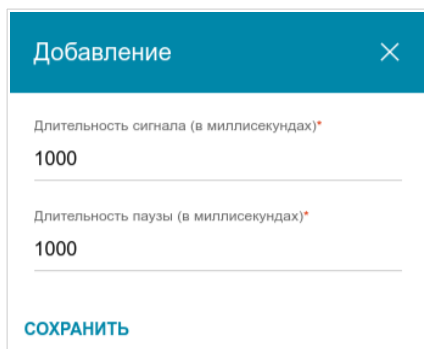 Добавление
Длительность сигнала (в миллисекундах)*
1000
Длительность паузы (в миллисекундах)*
1000
СОХРАНИТЬ